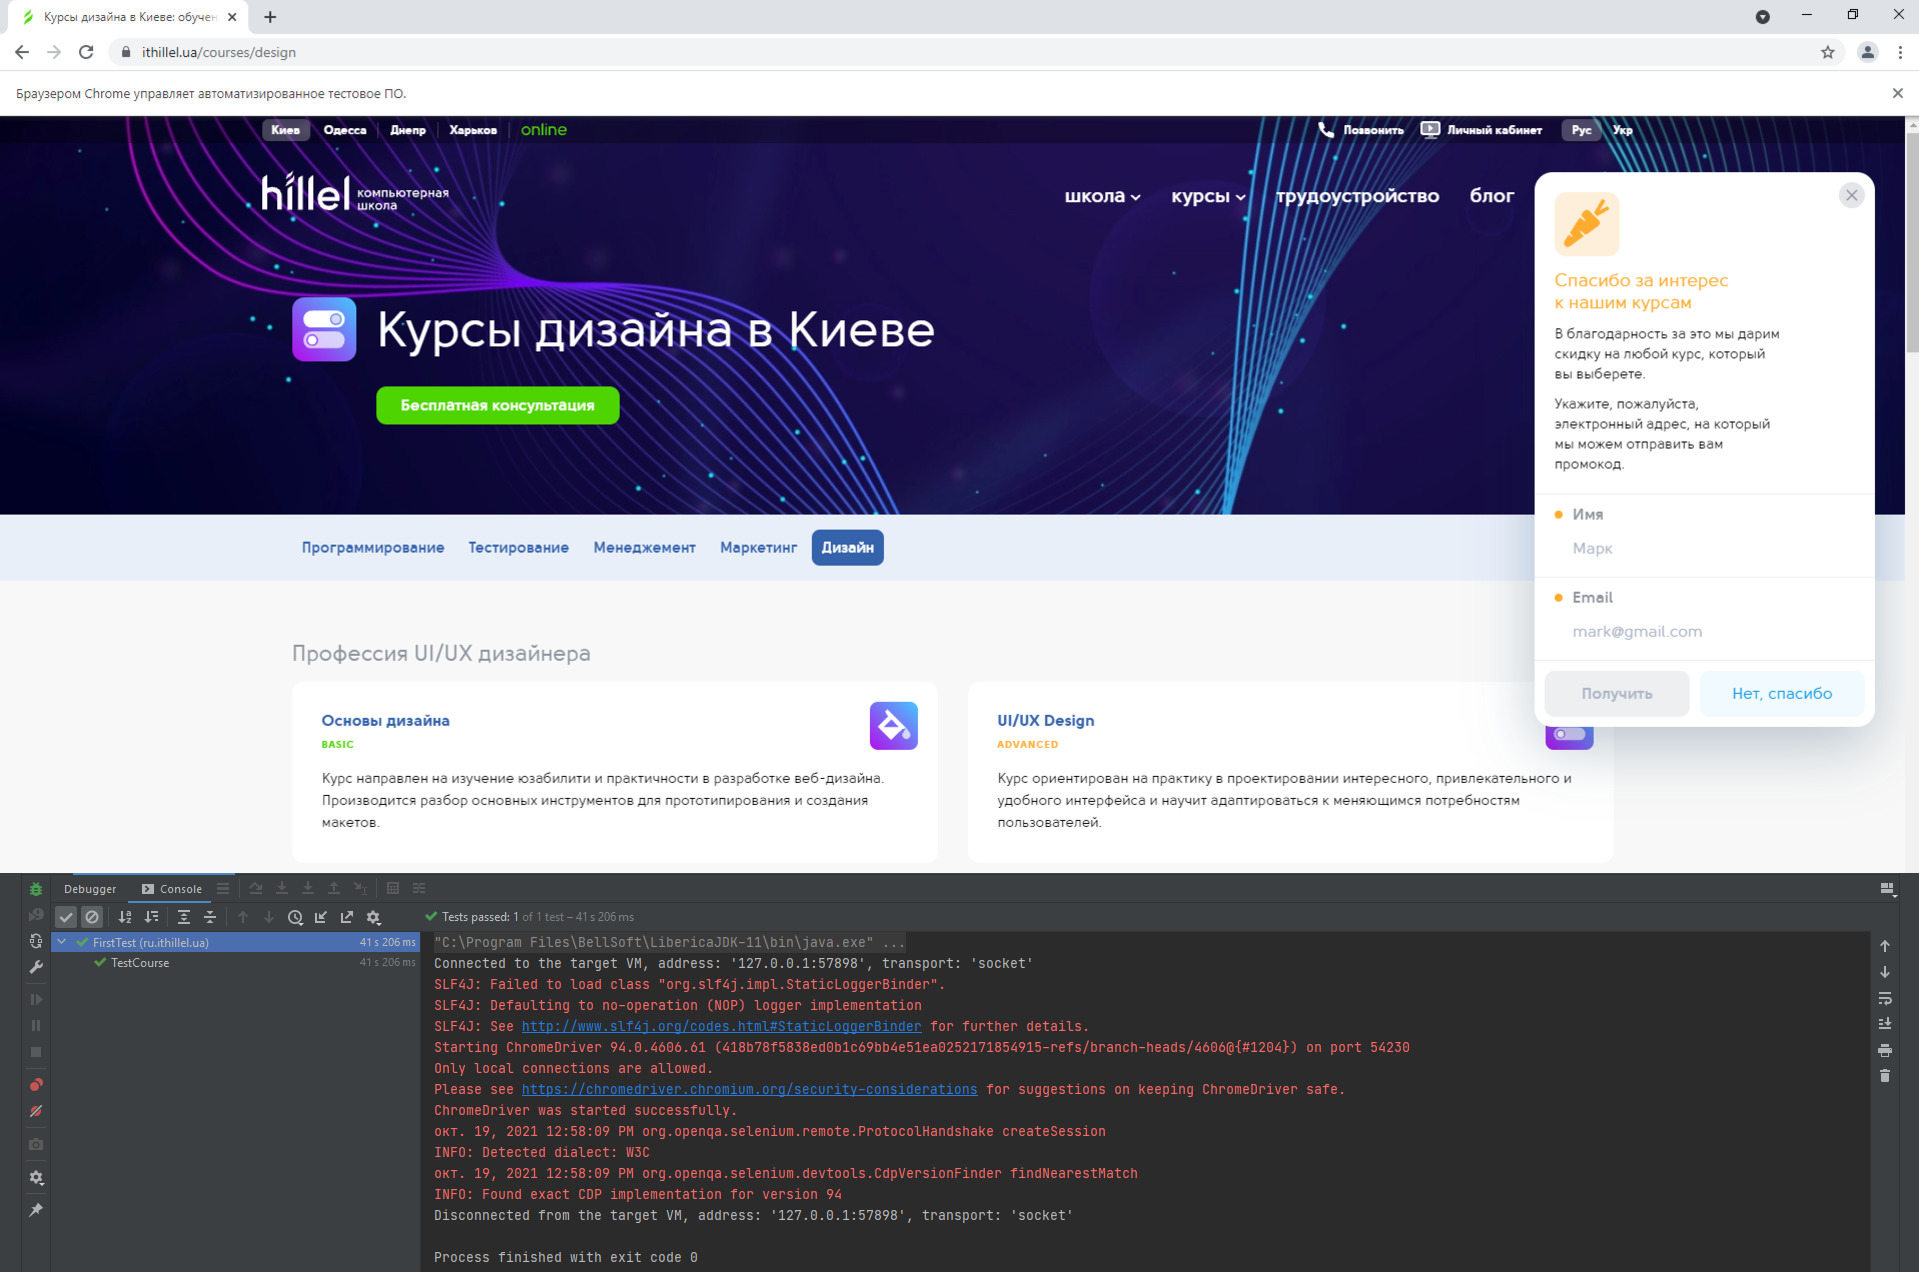 Курсы дизайна в Киеве: обучен
ithillel.ua/courses/design
Браузером Chrome управляет автоматизированное тестовое ПО.
Киев Одесса Днепр Харьков online Позвонить Личный кабинет Рус Укр
hillel компьютерная школа
школа курсы трудоустройство блог
Курсы дизайна в Киеве
Бесплатная консультация
Спасибо за интерес
к нашим курсам
В благодарность за это мы дарим
скидку на любой курс, который
вы выберете.
Укажите, пожалуйста,
электронный адрес, на который
мы можем отправить вам
промокод.
Имя
Марк
Email
mark@gmail.com
Получить Нет, спасибо
Программирование Тестирование Менеджмент Маркетинг Дизайн
Профессия UI/UX дизайнера
Основы дизайна
BASIC
Курс направлен на изучение юзабилити и практичности в разработке веб-дизайна.
Производится разбор основных инструментов для прототипирования и создания
макетов.
UI/UX Design
ADVANCED
Курс ориентирован на практику в проектировании интересного, привлекательного и
удобного интерфейса и научит адаптироваться к меняющимся потребностям
пользователей.
Debugger Console
Tests passed: 1 of 1 test – 41 s 206 ms
FirstTest (ru.ithillel.ua) 41 s 206 ms
TestCourse 41 s 206 ms
"C:\Program Files\BellSoft\LibericaJDK-11\bin\java.exe" ...
Connected to the target VM, address: '127.0.0.1:57898', transport: 'socket'
SLF4J: Failed to load class "org.slf4j.impl.StaticLoggerBinder".
SLF4J: Defaulting to no-operation (NOP) logger implementation
SLF4J: See http://www.slf4j.org/codes.html#StaticLoggerBinder for further details.
Starting ChromeDriver 94.0.4606.61 (418b78f5838ed0b1c69bb4e51ea0252171854915-refs/branch-heads/4606@{#1204}) on port 54230
Only local connections are allowed.
Please see https://chromedriver.chromium.org/security-considerations for suggestions on keeping ChromeDriver safe.
ChromeDriver was started successfully.
окт. 19, 2021 12:58:09 PM org.openqa.selenium.remote.ProtocolHandshake createSession
INFO: Detected dialect: W3C
окт. 19, 2021 12:58:09 PM org.openqa.selenium.devtools.CdpVersionFinder findNearestMatch
INFO: Found exact CDP implementation for version 94
Disconnected from the target VM, address: '127.0.0.1:57898', transport: 'socket'
Process finished with exit code 0